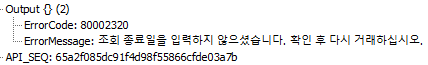 Output {} (2)
ErrorCode: 80002320
ErrorMessage: 조회 종료일을 입력하지 않으셨습니다. 확인 후 다시 거래하십시오.
API_SEQ: 65a2f085dc91f4d98f55866cfde03a7b